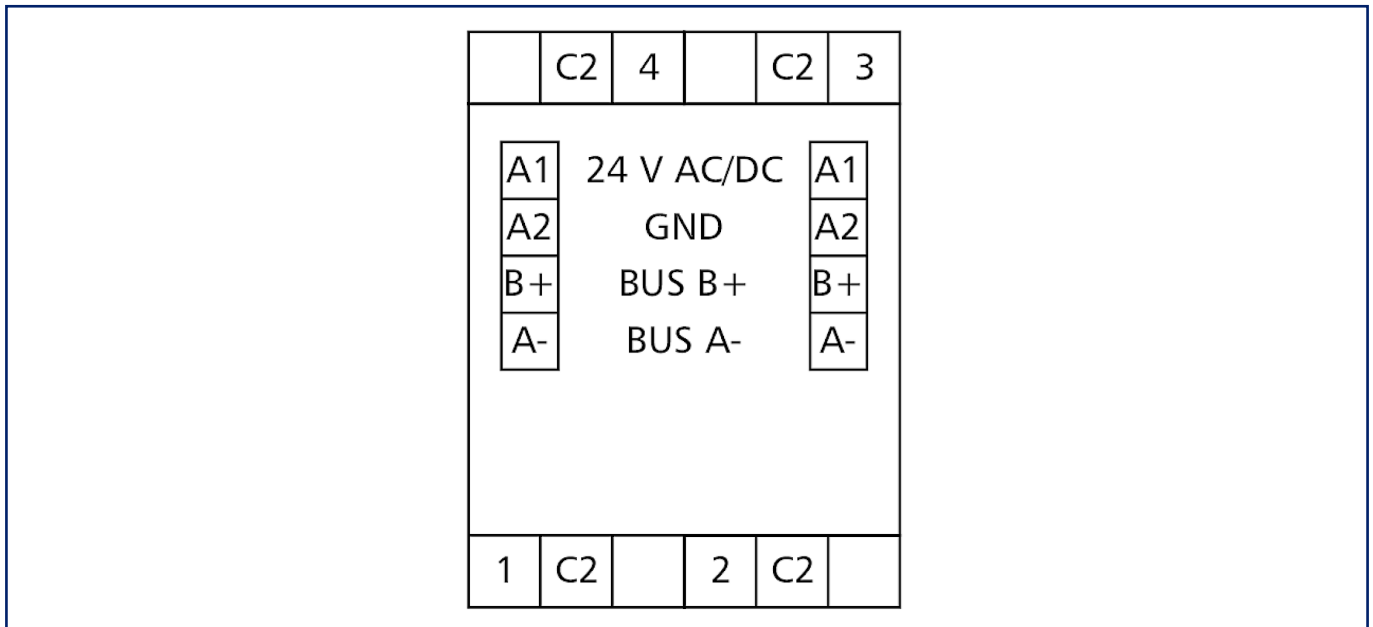 C2 4 C2 3
A1 24 V AC/DC A1
A2 GND A2
B+ BUS B+ B+
A- BUS A- A-
1 C2 2 C2